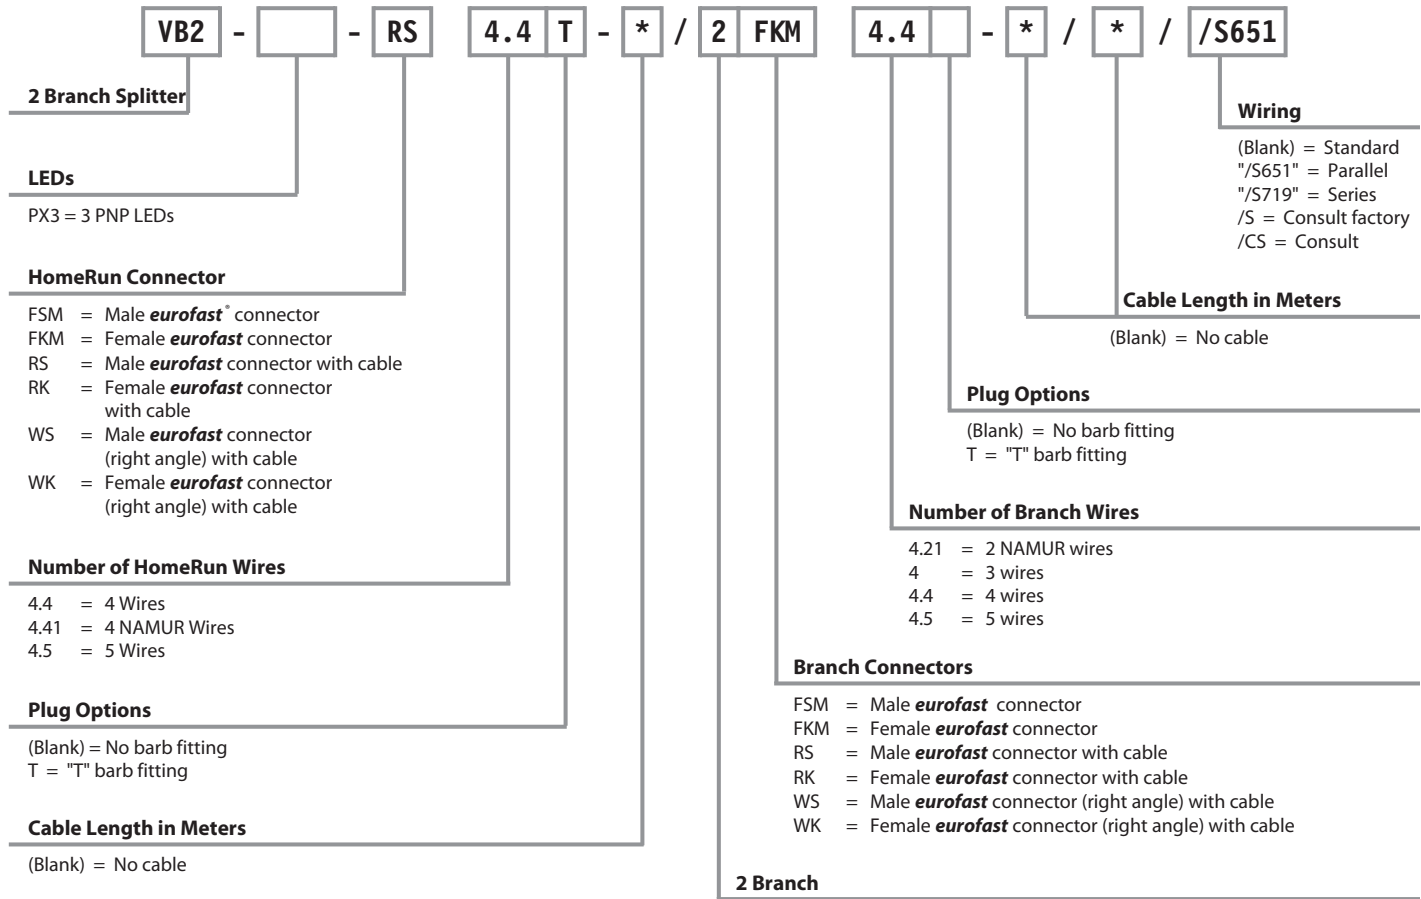 VB2 - - RS 4.4 T - * / 2 FKM 4.4 - * / * / /S651
2 Branch Splitter
LEDs
PX3 = 3 PNP LEDs
HomeRun Connector
FSM = Male eurofast® connector
FKM = Female eurofast connector
RS = Male eurofast connector with cable
RK = Female eurofast connector
with cable
WS = Male eurofast connector
(right angle) with cable
WK = Female eurofast connector
(right angle) with cable
Number of HomeRun Wires
4.4 = 4 Wires
4.41 = 4 NAMUR Wires
4.5 = 5 Wires
Plug Options
(Blank) = No barb fitting
T = "T" barb fitting
Cable Length in Meters
(Blank) = No cable
Wiring
(Blank) = Standard
"/S651" = Parallel
"/S719" = Series
/S = Consult factory
/CS = Consult
Cable Length in Meters
(Blank) = No cable
Plug Options
(Blank) = No barb fitting
T = "T" barb fitting
Number of Branch Wires
4.21 = 2 NAMUR wires
4 = 3 wires
4.4 = 4 wires
4.5 = 5 wires
Branch Connectors
FSM = Male eurofast connector
FKM = Female eurofast connector
RS = Male eurofast connector with cable
RK = Female eurofast connector with cable
WS = Male eurofast connector (right angle) with cable
WK = Female eurofast connector (right angle) with cable
2 Branch